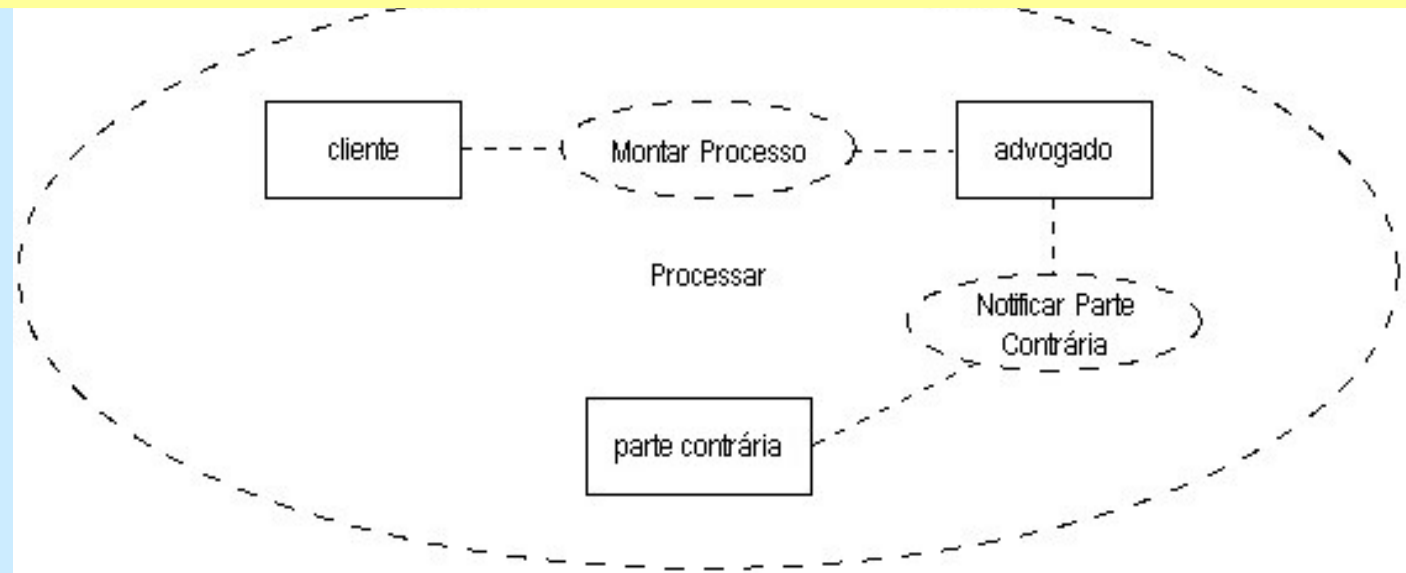 cliente
Montar Processo
advogado
Processar
Notificar Parte
Contrária
parte contrária